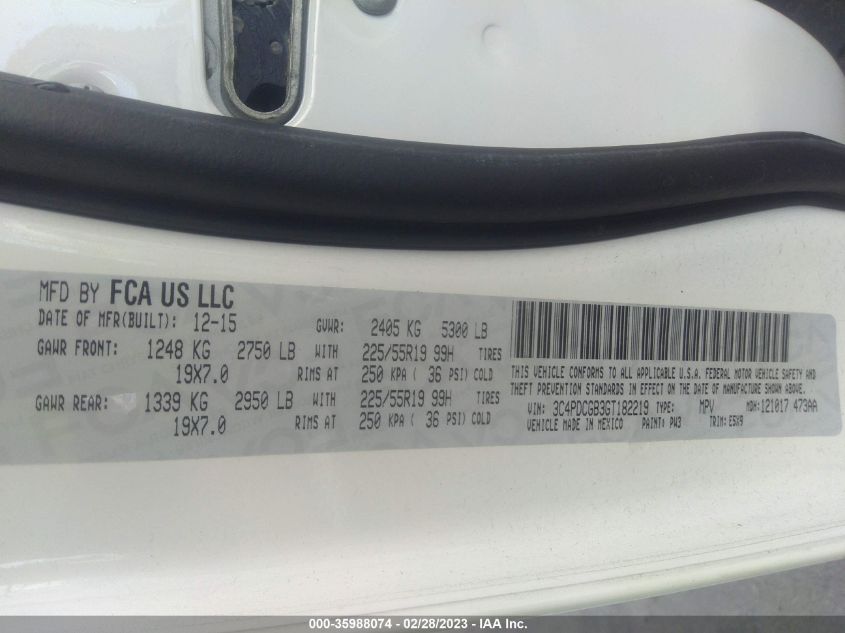 MFD BY FCA US LLC
DATE OF MFR(BUILT): 12-15 GVWR: 2405 KG 5300 LB
GAWR FRONT: 1248 KG 2750 LB WITH 225/55R19 99H TIRES
19X7.0 RIMS AT 250 KPA ( 36 PSI) COLD
GAWR REAR: 1339 KG 2950 LB WITH 225/55R19 99H TIRES
19X7.0 RIMS AT 250 KPA ( 36 PSI) COLD
THIS VEHICLE CONFORMS TO ALL APPLICABLE U.S.A. FEDERAL MOTOR VEHICLE SAFETY AND
THEFT PREVENTION STANDARDS IN EFFECT ON THE DATE OF MANUFACTURE SHOWN ABOVE.
VIN: 3C4PDCGB3GT182219 TYPE: MPV MDH: 121017 473AA
VEHICLE MADE IN MEXICO PAINT: PW3 TRIM: E5X9
000-35988074 - 02/28/2023 - IAA Inc.